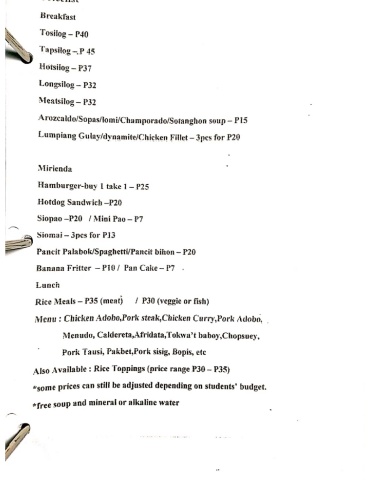 Breakfast
Tosilog – P40
Tapsilog – P 45
Hotsilog – P37
Longsilog – P32
Meatsilog – P32
Arozcaldo/Sopas/lomi/Champorado/Sotanghon soup – P15
Lumpiang Gulay/dynamite/Chicken Fillet – 3pcs for P20
Mirienda
Hamburger-buy 1 take 1 – P25
Hotdog Sandwich –P20
Siopao –P20 / Mini Pao – P7
Siomai – 3pcs for P13
Pancit Palabok/Spaghetti/Pancit bihon – P20
Banana Fritter – P10 / Pan Cake – P7
Lunch
Rice Meals – P35 (meat) / P30 (veggie or fish)
Menu : Chicken Adobo,Pork steak,Chicken Curry,Pork Adobo,
Menudo, Caldereta,Afridata,Tokwa't baboy,Chopsuey,
Pork Tausi, Pakbet,Pork sisig, Bopis, etc
Also Available : Rice Toppings (price range P30 – P35)
*some prices can still be adjusted depending on students' budget.
*free soup and mineral or alkaline water